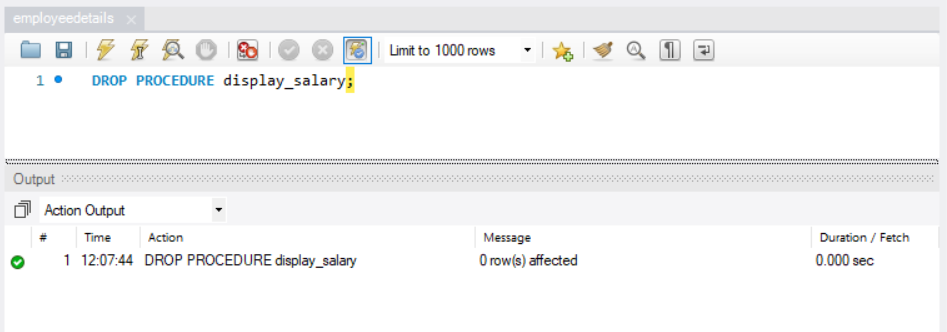 employeedetails
Limit to 1000 rows
1 DROP PROCEDURE display_salary;
Output
Action Output
# Time Action Message Duration / Fetch
1 12:07:44 DROP PROCEDURE display_salary 0 row(s) affected 0.000 sec